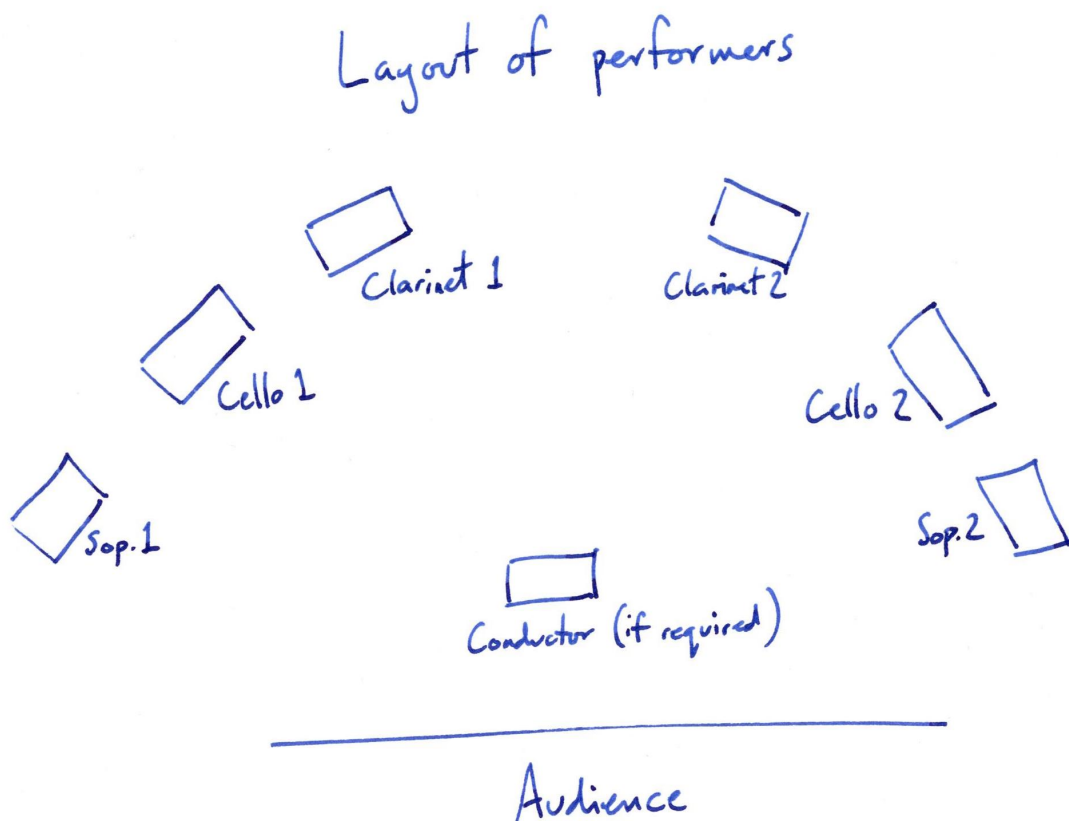 Layout of performers
Clarinet 1
Clarinet 2
Cello 1
Cello 2
Sop. 1
Sop. 2
Conductor (if required)
Audience